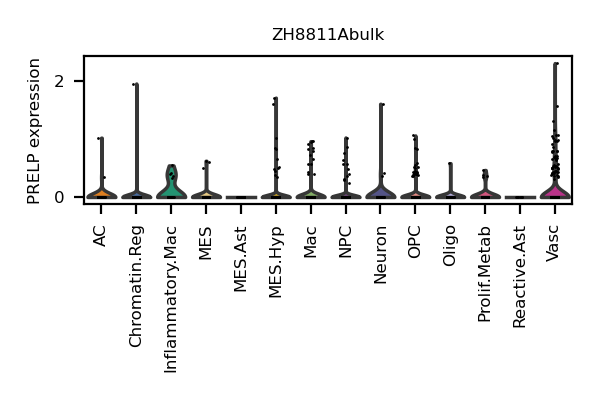 ZH8811Abulk
PRELP expression
2
0
AC
Chromatin.Reg
Inflammatory.Mac
MES
MES.Ast
MES.Hyp
Mac
NPC
Neuron
OPC
Oligo
Prolif.Metab
Reactive.Ast
Vasc